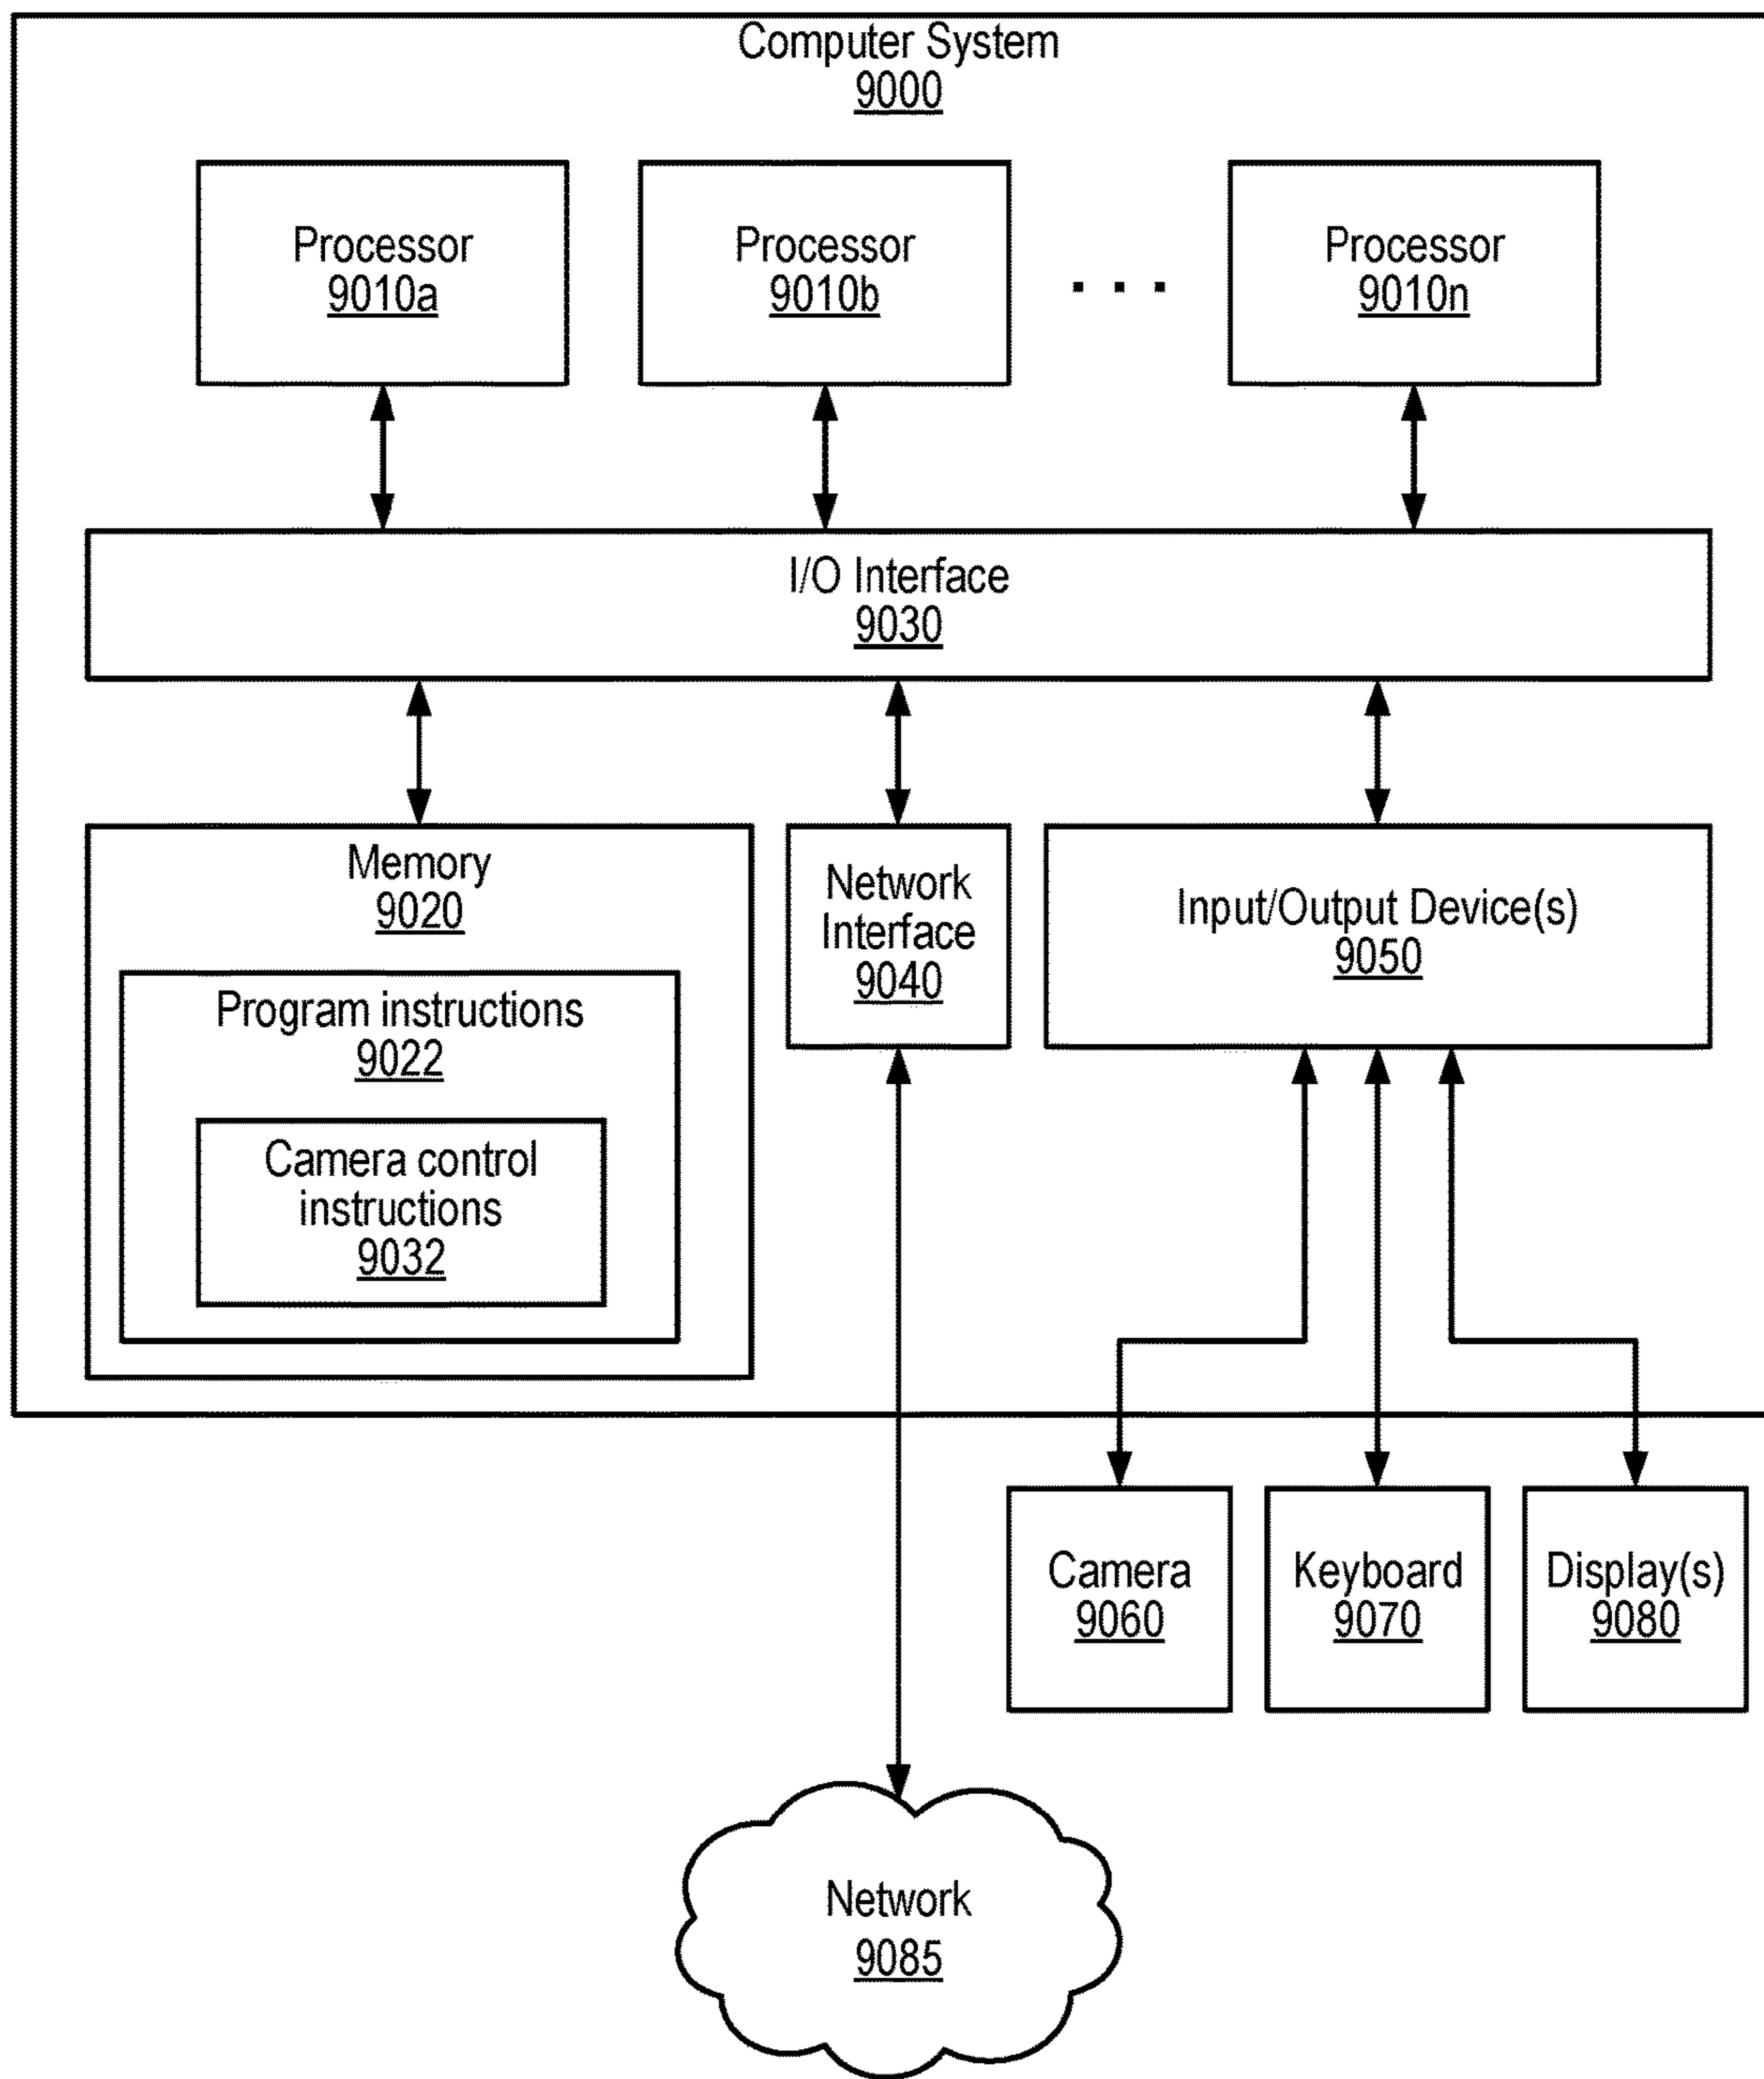 Computer System
9000
Processor
9010a
Processor
9010b
. . .
Processor
9010n
I/O Interface
9030
Memory
9020
Program instructions
9022
Camera control
instructions
9032
Network
Interface
9040
Input/Output Device(s)
9050
Camera
9060
Keyboard
9070
Display(s)
9080
Network
9085